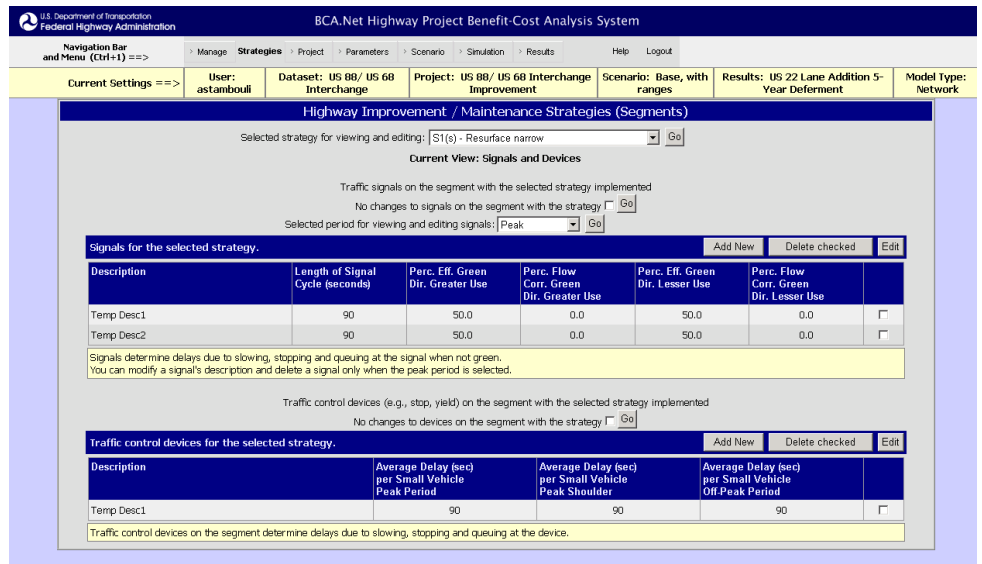 U.S. Department of Transportation
Federal Highway Administration
BCA.Net Highway Project Benefit-Cost Analysis System
Navigation Bar
and Menu (Ctrl+1) ==>
> Manage Strategies > Project > Parameters > Scenario > Simulation > Results Help Logout
Current Settings ==>
User:
astambouli
Dataset: US 88/ US 68
Interchange
Project: US 88/ US 68 Interchange
Improvement
Scenario: Base, with
ranges
Results: US 22 Lane Addition 5-
Year Deferment
Model Type:
Network
Highway Improvement / Maintenance Strategies (Segments)
Selected strategy for viewing and editing: S1(s) - Resurface narrow Go
Current View: Signals and Devices
Traffic signals on the segment with the selected strategy implemented
No changes to signals on the segment with the strategy Go
Selected period for viewing and editing signals: Peak Go
Signals for the selected strategy. Add New Delete checked Edit
Description
Length of Signal
Cycle (seconds)
Perc. Eff. Green
Dir. Greater Use
Perc. Flow
Corr. Green
Dir. Greater Use
Perc. Eff. Green
Dir. Lesser Use
Perc. Flow
Corr. Green
Dir. Lesser Use
Temp Desc1 90 50.0 0.0 50.0 0.0
Temp Desc2 90 50.0 0.0 50.0 0.0
Signals determine delays due to slowing, stopping and queuing at the signal when not green.
You can modify a signal's description and delete a signal only when the peak period is selected.
Traffic control devices (e.g., stop, yield) on the segment with the selected strategy implemented
No changes to devices on the segment with the strategy Go
Traffic control devices for the selected strategy. Add New Delete checked Edit
Description
Average Delay (sec)
per Small Vehicle
Peak Period
Average Delay (sec)
per Small Vehicle
Peak Shoulder
Average Delay (sec)
per Small Vehicle
Off-Peak Period
Temp Desc1 90 90 90
Traffic control devices on the segment determine delays due to slowing, stopping and queuing at the device.